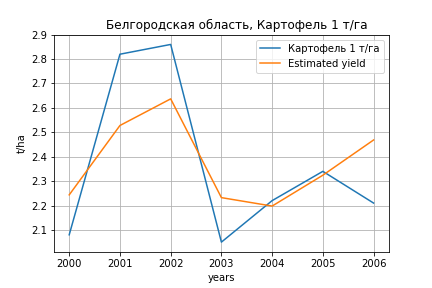 Белгородская область, Картофель 1 т/га
Картофель 1 т/га
Estimated yield
t/ha
2.9
2.8
2.7
2.6
2.5
2.4
2.3
2.2
2.1
2000 2001 2002 2003 2004 2005 2006
years